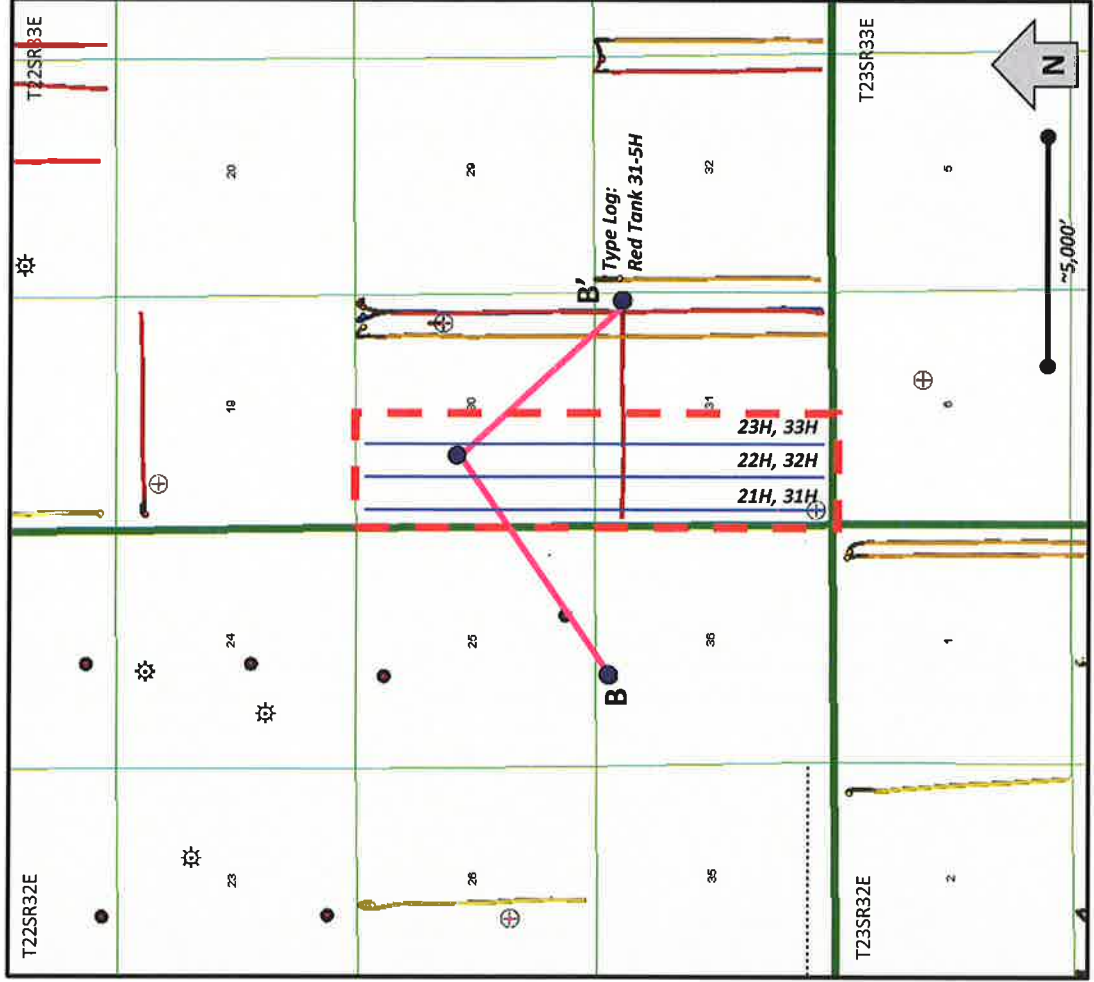 T22SR32E
T22SR33E
23
24
19
20
26
25
30
29
B
B'
Type Log:
Red Tank 31-5H
35
36
31
32
23H, 33H
22H, 32H
21H, 31H
T23SR32E
T23SR33E
2
1
6
5
~5,000'
N